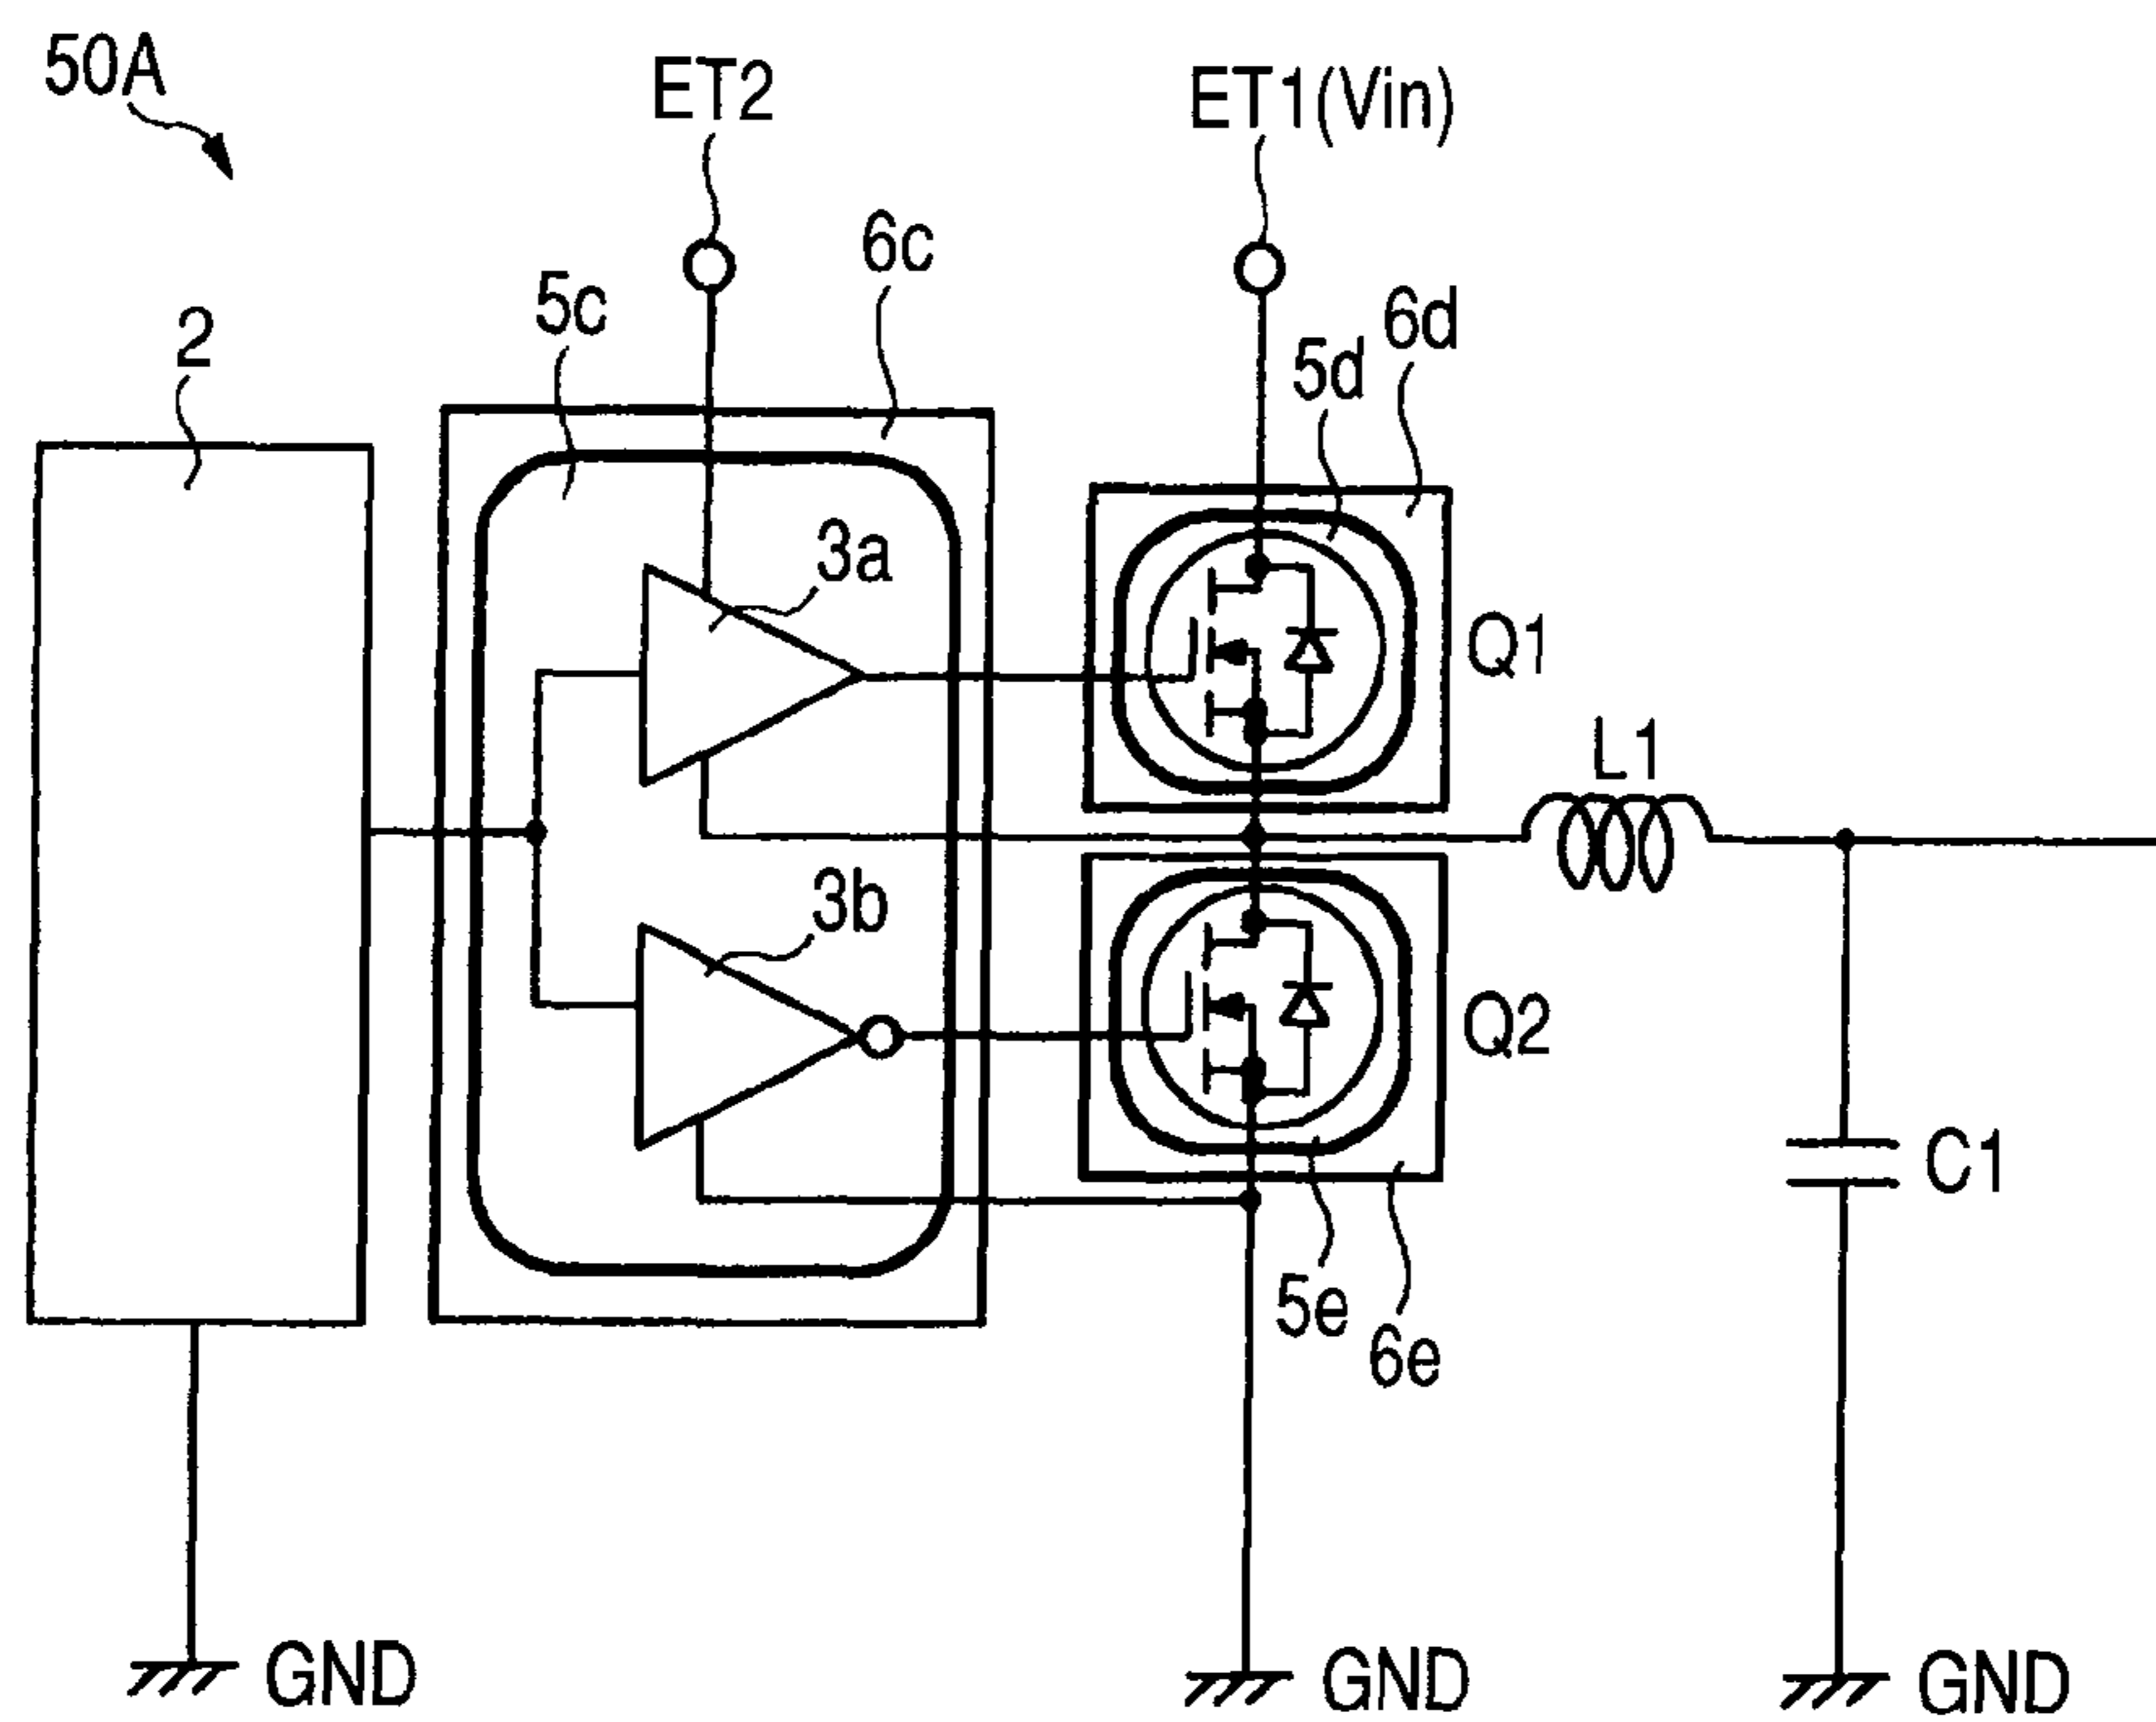 50A
ET2
ET1(Vin)
6c
5c
6d
2
5d
3a
Q1
L1
3b
Q2
C1
5e
6e
GND
GND
GND